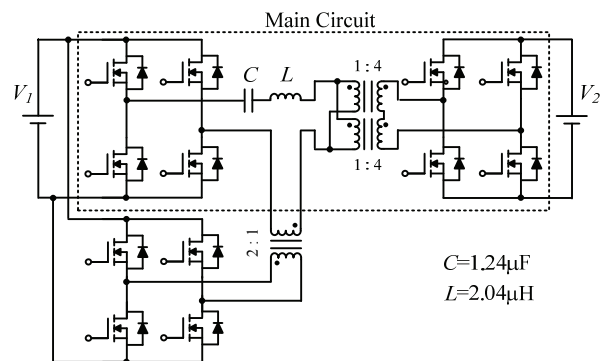 Main Circuit
1 : 4
C L
V1
V2
1 : 4
2 : 1
C=1.24μF
L=2.04μH